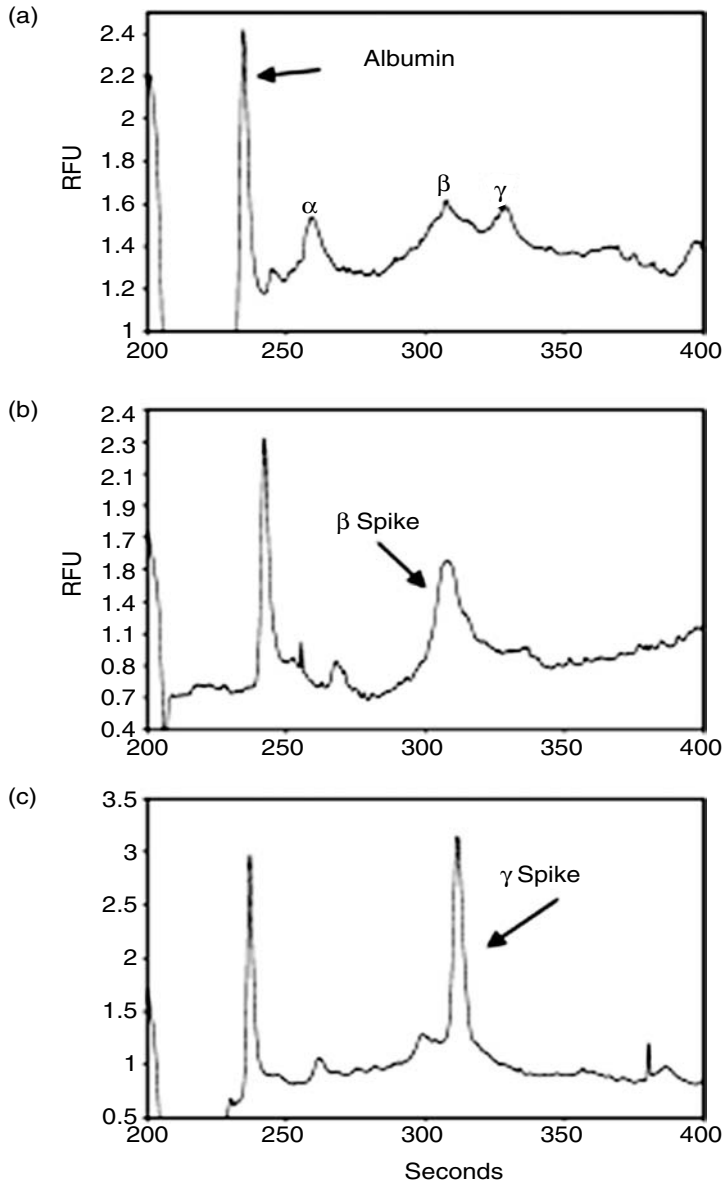 (a)
2.4
2.2
2
1.8
1.6
1.4
1.2
1
RFU
Albumin
α
β
γ
200 250 300 350 400
(b)
2.4
2.3
2.1
1.9
1.7
1.8
1.4
1.1
0.8
0.7
0.4
RFU
β Spike
200 250 300 350 400
(c)
3.5
3
2.5
2
1.5
1
0.5
γ Spike
200 250 300 350 400
Seconds